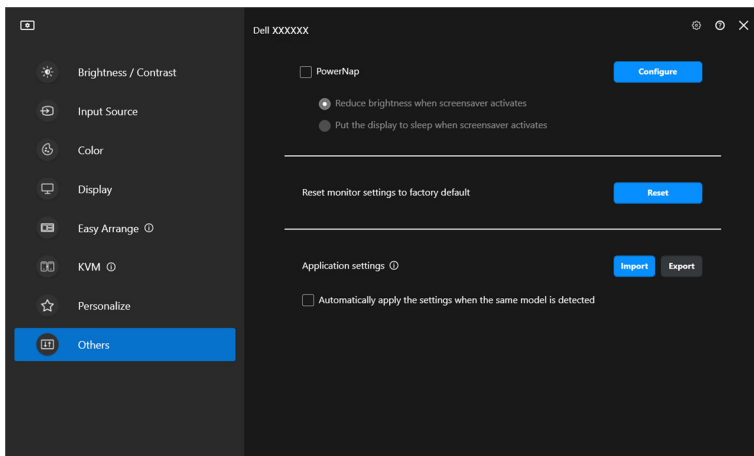 Dell XXXXXX
Brightness / Contrast
Input Source
Color
Display
Easy Arrange
KVM
Personalize
Others
PowerNap
Configure
Reduce brightness when screensaver activates
Put the display to sleep when screensaver activates
Reset monitor settings to factory default
Reset
Application settings
Import
Export
Automatically apply the settings when the same model is detected